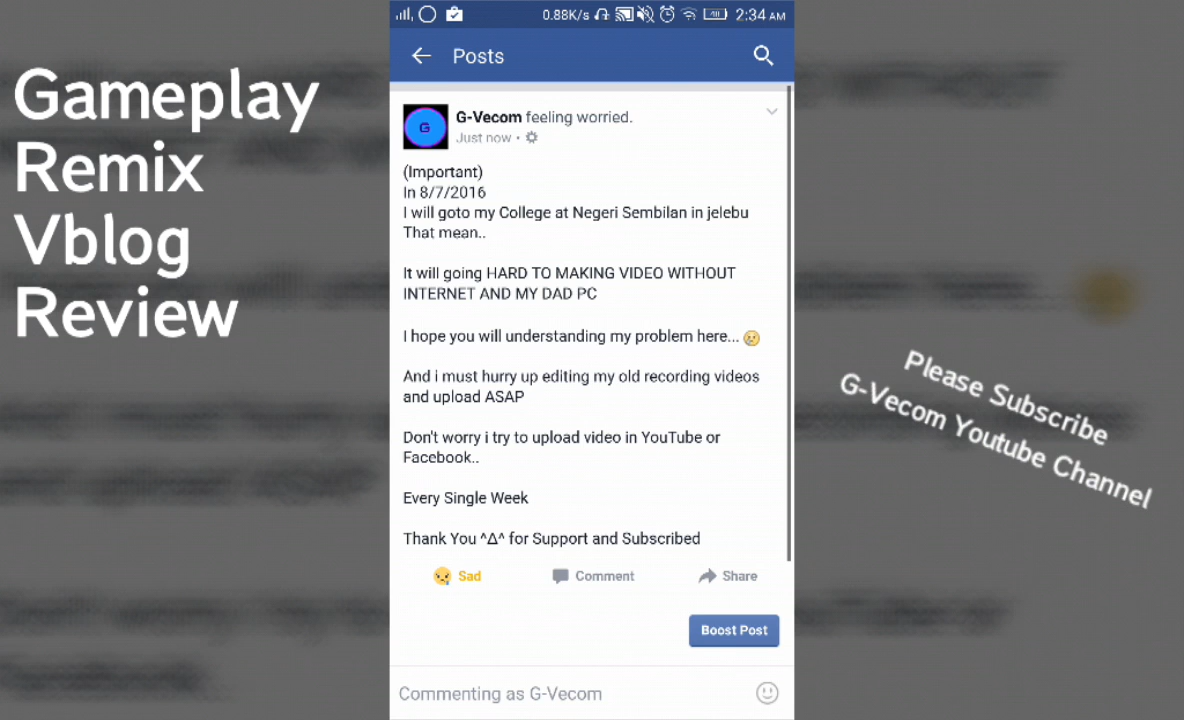 Gameplay
Remix
Vblog
Review
0.88K/s 2:34 AM
Posts
G-Vecom feeling worried.
Just now
(Important)
In 8/7/2016
I will goto my College at Negeri Sembilan in jelebu
That mean..
It will going HARD TO MAKING VIDEO WITHOUT
INTERNET AND MY DAD PC
I hope you will understanding my problem here... 😢
And i must hurry up editing my old recording videos
and upload ASAP
Don't worry i try to upload video in YouTube or
Facebook..
Every Single Week
Thank You ^Δ^ for Support and Subscribed
Sad Comment Share
Boost Post
Commenting as G-Vecom
Please Subscribe
G-Vecom Youtube Channel